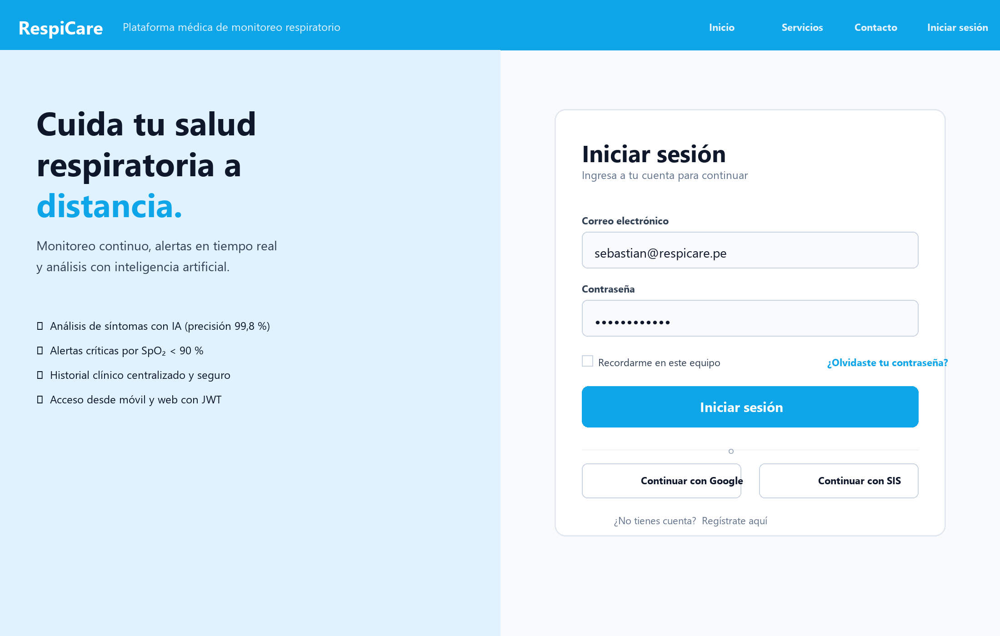 RespiCare
Plataforma médica de monitoreo respiratorio
Inicio
Servicios
Contacto
Iniciar sesión
Cuida tu salud
respiratoria a
distancia.
Monitoreo continuo, alertas en tiempo real
y análisis con inteligencia artificial.
Análisis de síntomas con IA (precisión 99,8 %)
Alertas críticas por SpO₂ < 90 %
Historial clínico centralizado y seguro
Acceso desde móvil y web con JWT
Iniciar sesión
Ingresa a tu cuenta para continuar
Correo electrónico
sebastian@respicare.pe
Contraseña
••••••••••••
Recordarme en este equipo
¿Olvidaste tu contraseña?
Iniciar sesión
o
Continuar con Google
Continuar con SIS
¿No tienes cuenta? Regístrate aquí